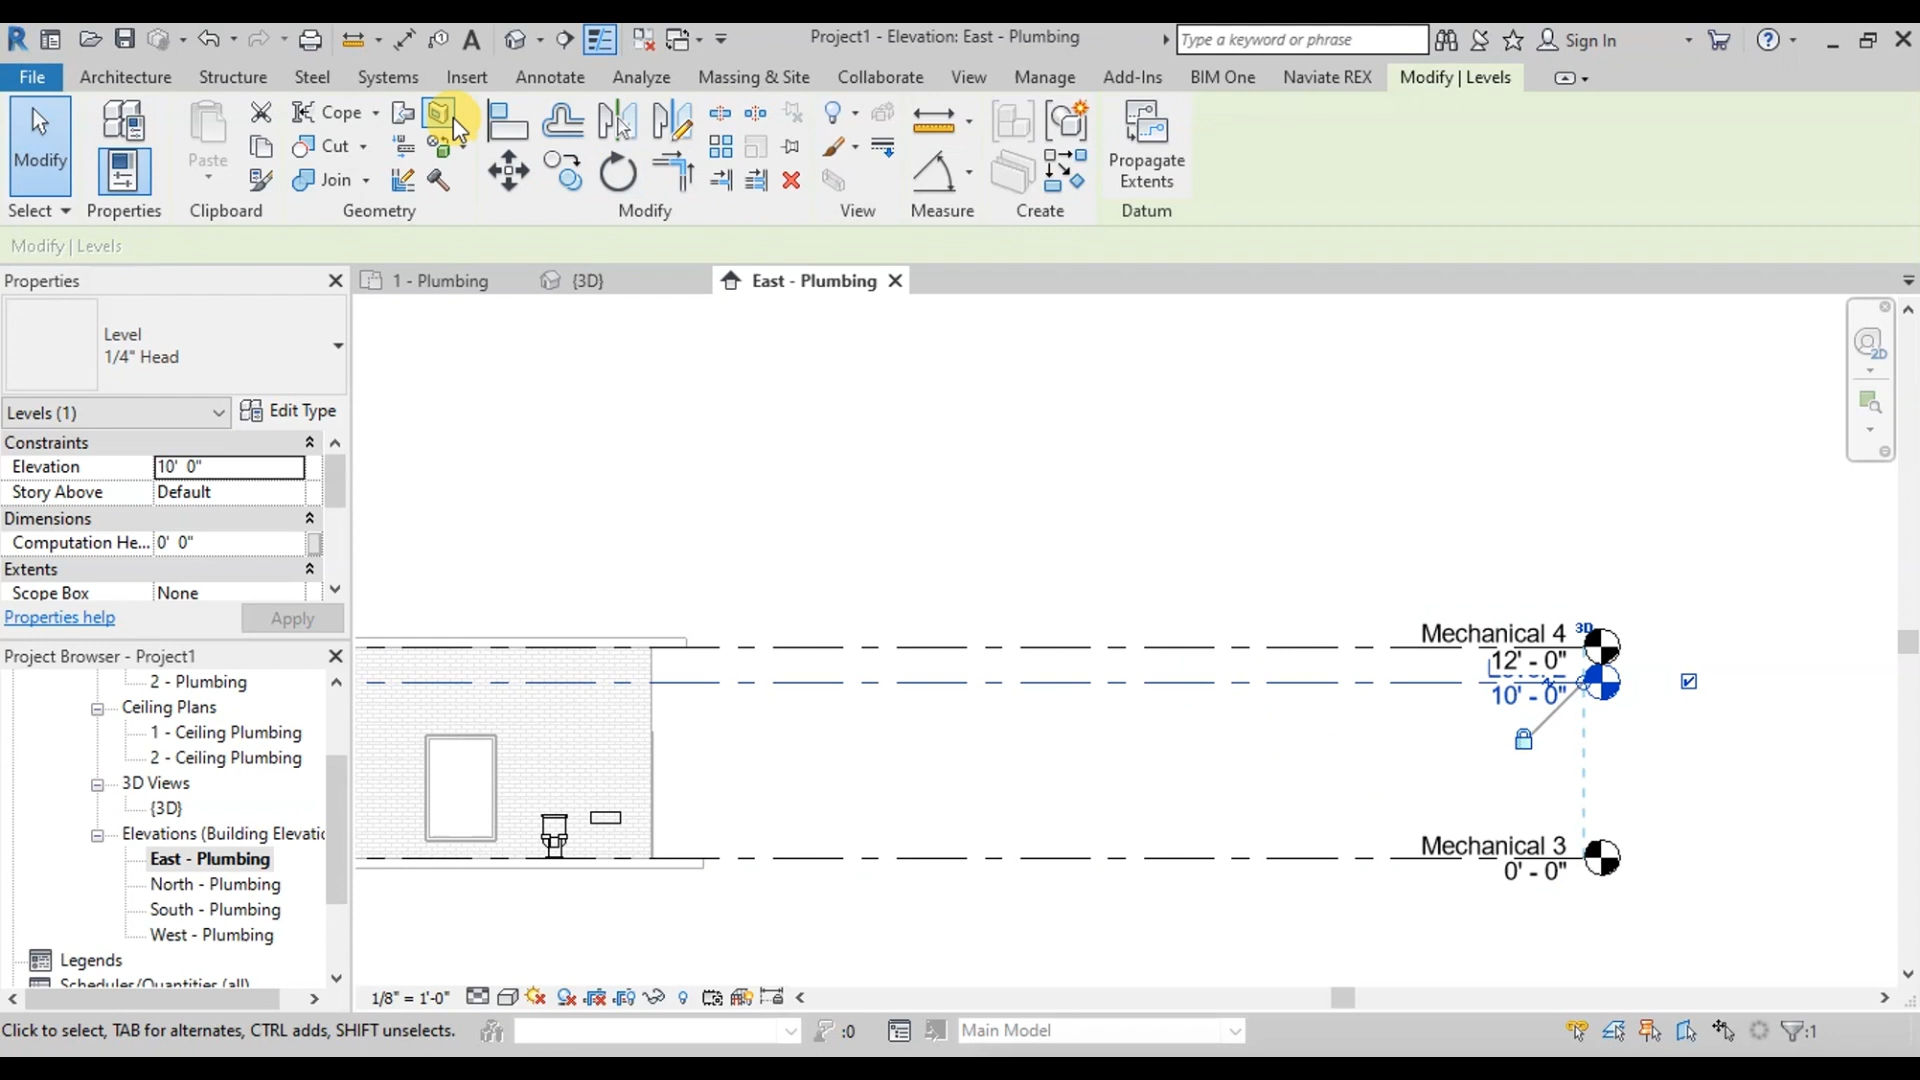 Project1 - Elevation: East - Plumbing
Type a keyword or phrase
Sign In
File Architecture Structure Steel Systems Insert Annotate Analyze Massing & Site Collaborate View Manage Add-Ins BIM One Naviate REX Modify | Levels
Modify
Paste
Cope
Cut
Join
Propagate
Extents
Select Properties Clipboard Geometry Modify View Measure Create Datum
Modify | Levels
Properties
1 - Plumbing {3D} East - Plumbing
Level
1/4" Head
Levels (1) Edit Type
Constraints
Elevation 10' 0"
Story Above Default
Dimensions
Computation He... 0' 0"
Extents
Scope Box None
Properties help Apply
Project Browser - Project1
2 - Plumbing
Ceiling Plans
1 - Ceiling Plumbing
2 - Ceiling Plumbing
3D Views
{3D}
Elevations (Building Elevatio
East - Plumbing
North - Plumbing
South - Plumbing
West - Plumbing
Legends
Schedules/Quantities (all)
Mechanical 4 3D
12' - 0"
10' - 0"
Mechanical 3
0' - 0"
2D
1/8" = 1'-0"
Click to select, TAB for alternates, CTRL adds, SHIFT unselects. :0 Main Model :1